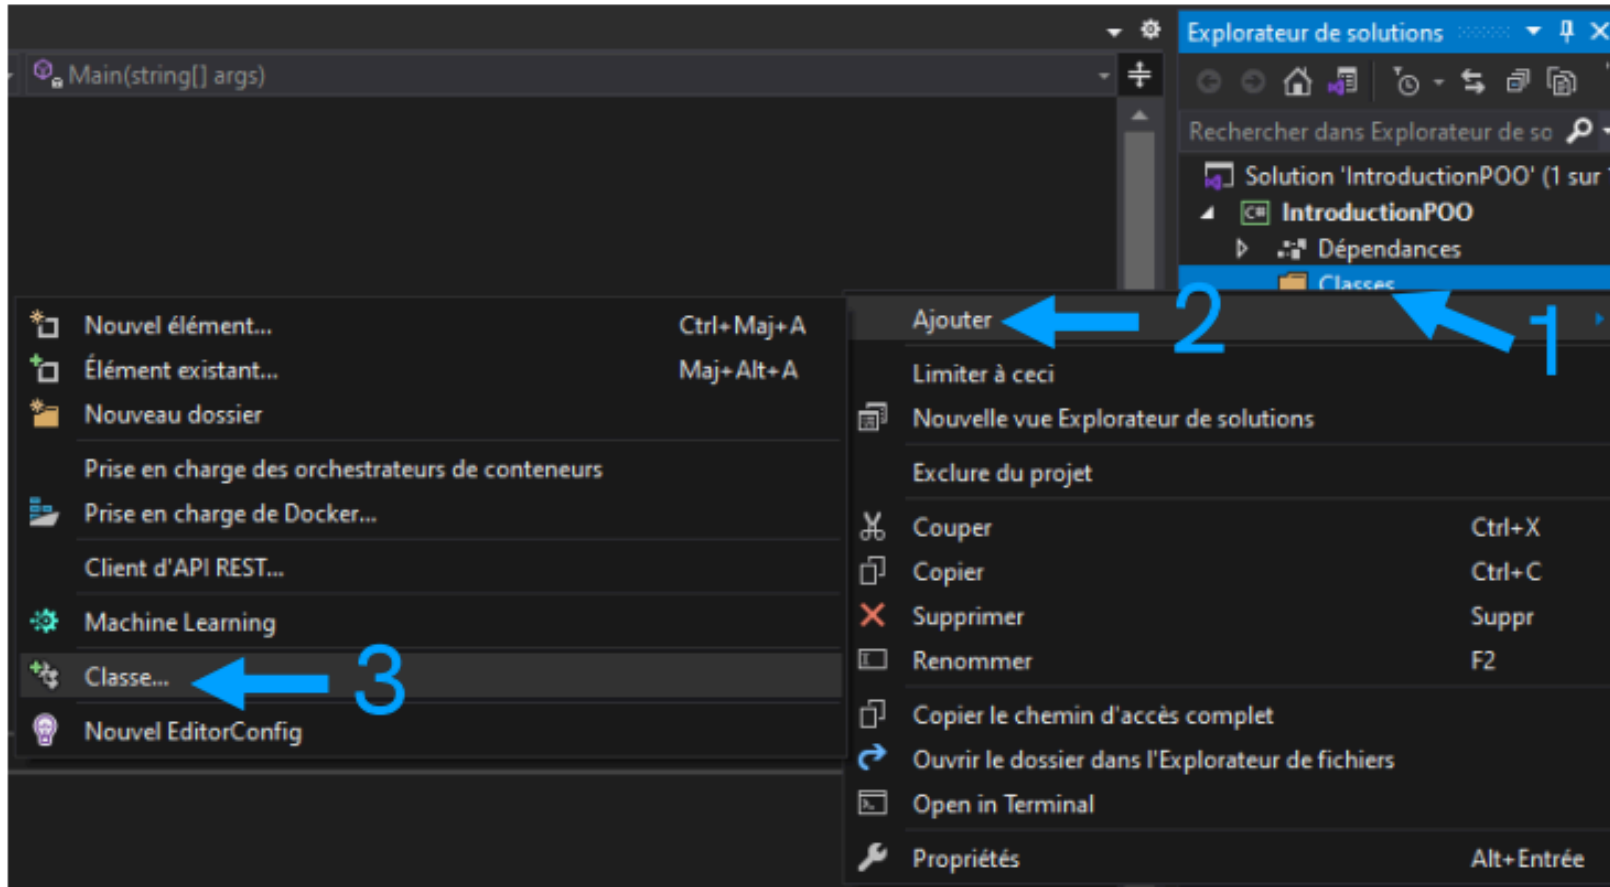 Explorateur de solutions
Main(string[] args)
Rechercher dans Explorateur de so
Solution 'IntroductionPOO' (1 sur
C# IntroductionPOO
Dépendances
Classes
1
Ajouter
2
Limiter à ceci
Nouvelle vue Explorateur de solutions
Exclure du projet
Couper Ctrl+X
Copier Ctrl+C
Supprimer Suppr
Renommer F2
Copier le chemin d'accès complet
Ouvrir le dossier dans l'Explorateur de fichiers
Open in Terminal
Propriétés Alt+Entrée
Nouvel élément... Ctrl+Maj+A
Élément existant... Maj+Alt+A
Nouveau dossier
Prise en charge des orchestrateurs de conteneurs
Prise en charge de Docker...
Client d'API REST...
Machine Learning
Classe...
3
Nouvel EditorConfig